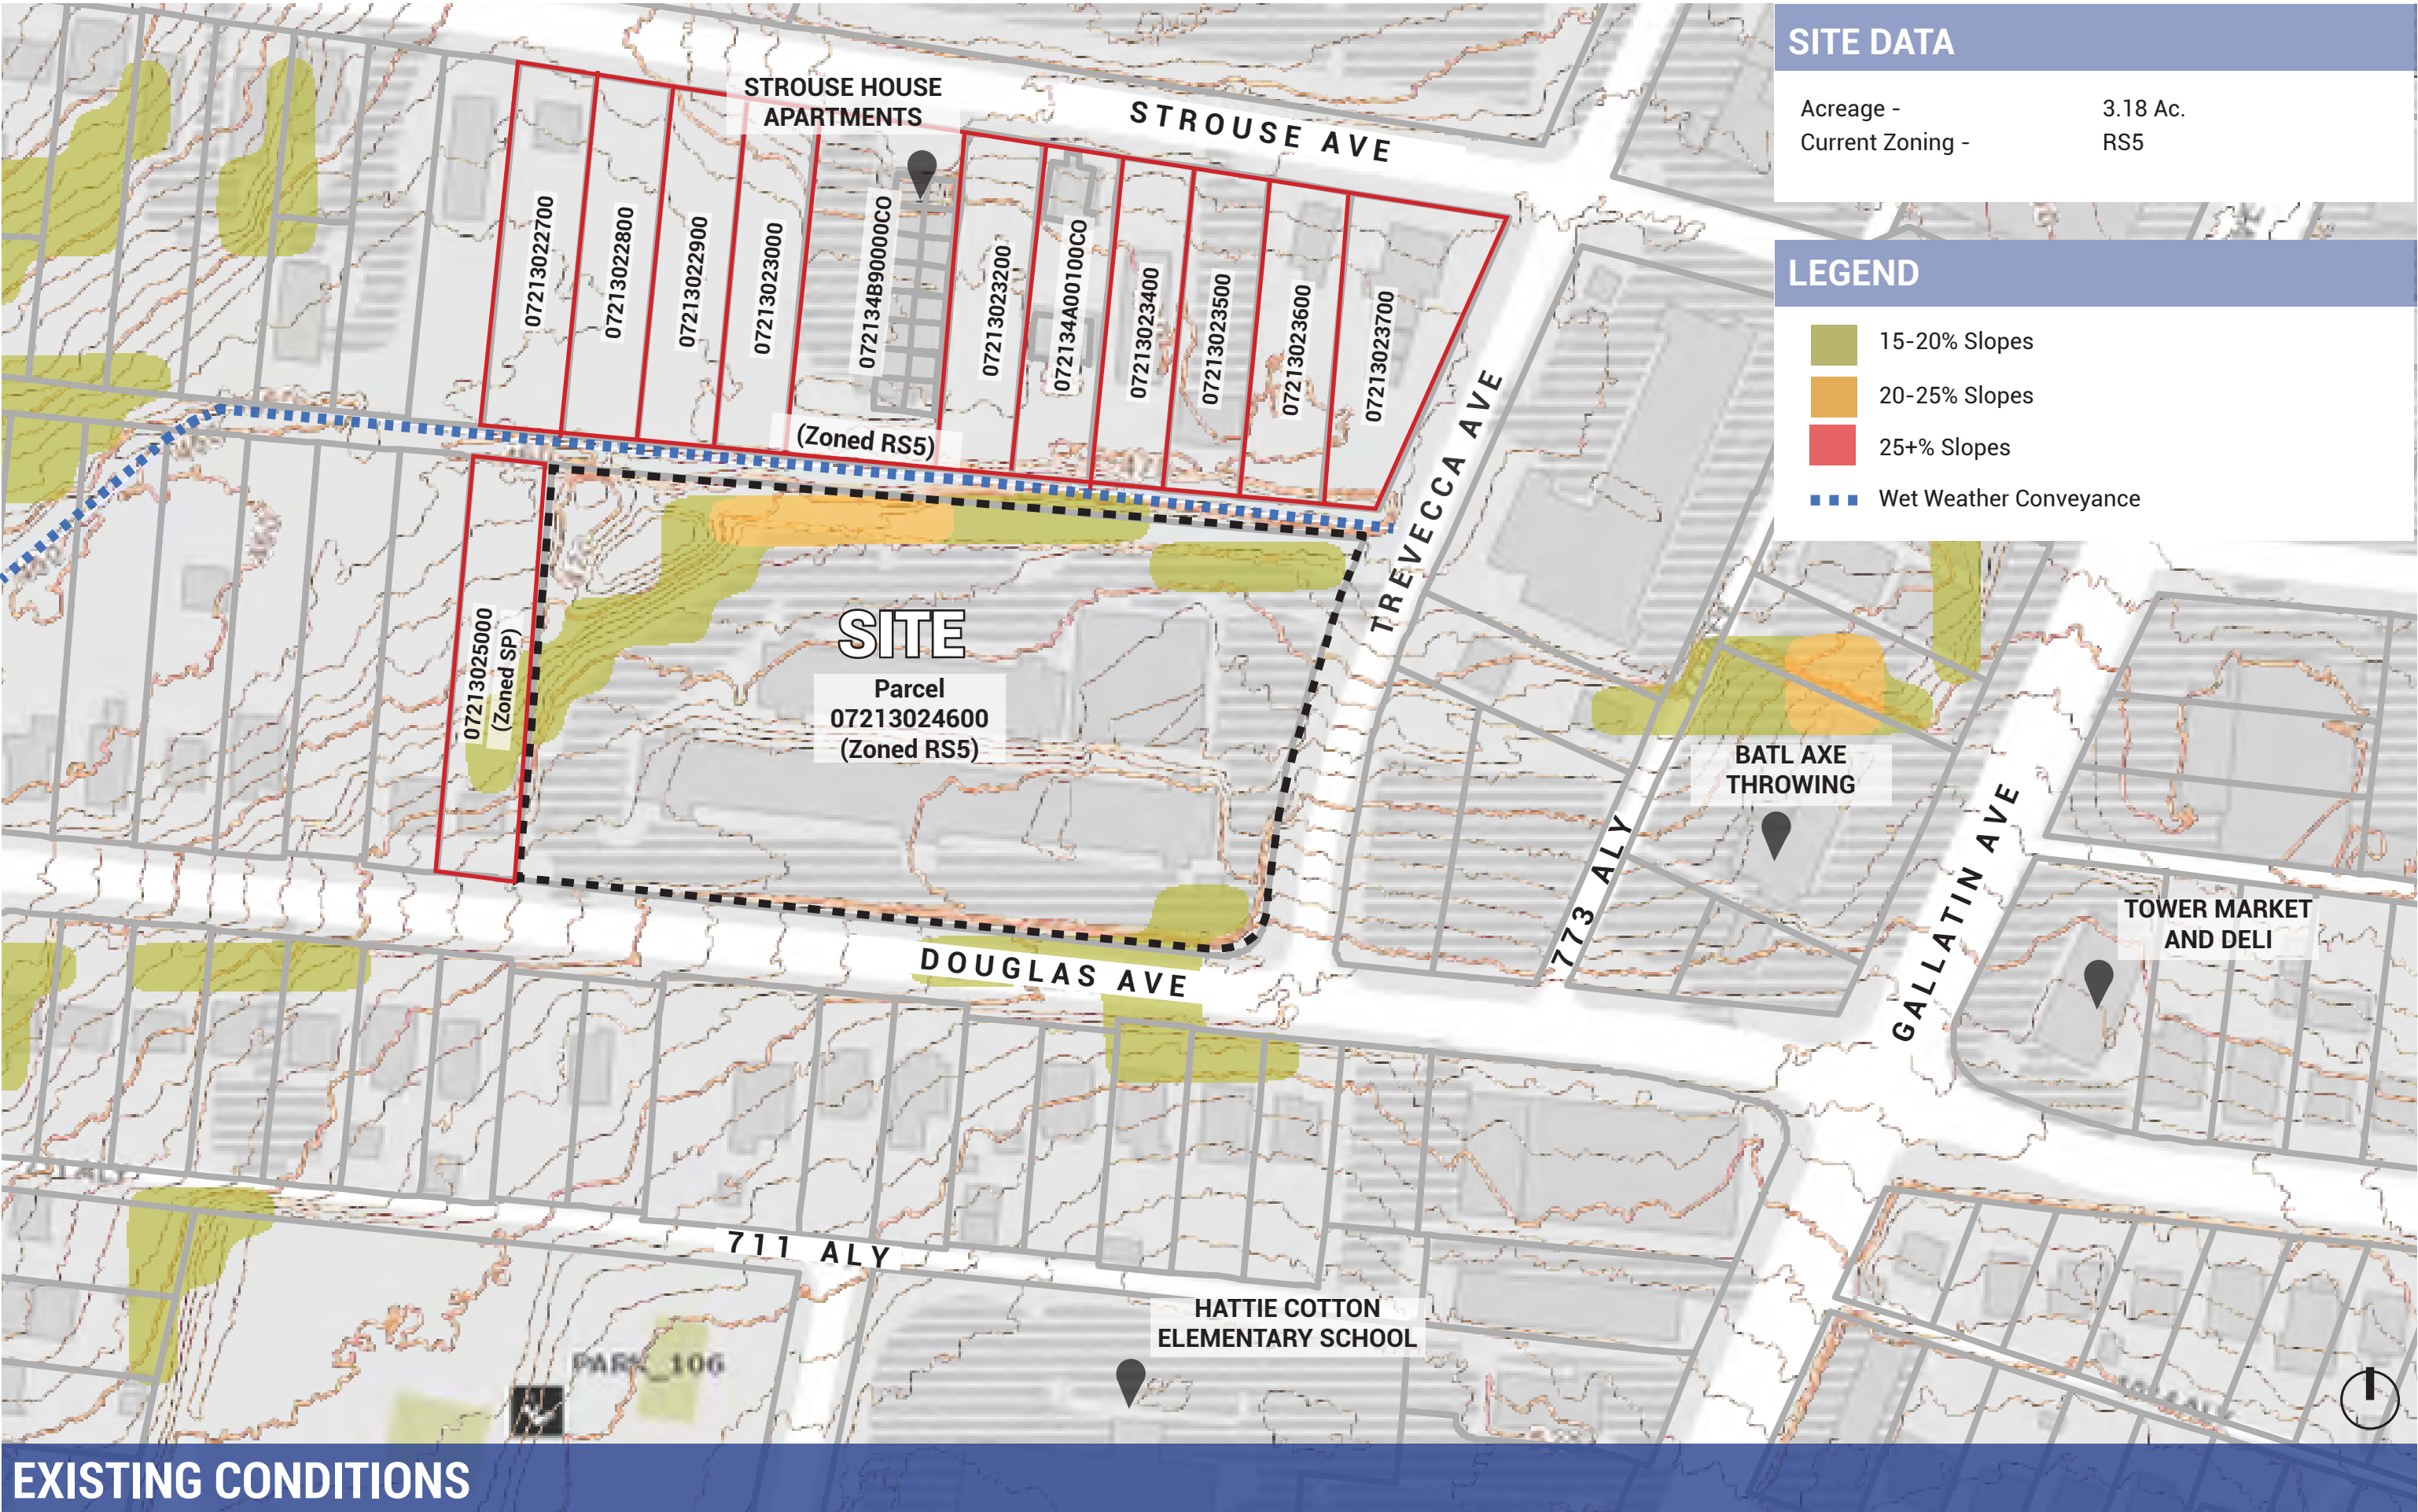 SITE DATA
Acreage - 3.18 Ac.
Current Zoning - RS5
LEGEND
15-20% Slopes
20-25% Slopes
25+% Slopes
Wet Weather Conveyance
STROUSE HOUSE
APARTMENTS
STROUSE AVE
07213022700
07213022800
07213022900
07213023000
072134B90000CO
07213023200
072134A00100CO
07213023400
07213023500
07213023600
07213023700
(Zoned RS5)
TREVECCA AVE
07213025000
(Zoned SP)
SITE
Parcel
07213024600
(Zoned RS5)
BATL AXE
THROWING
773 ALY
GALLATIN AVE
TOWER MARKET
AND DELI
DOUGLAS AVE
711 ALY
HATTIE COTTON
ELEMENTARY SCHOOL
PARK_106
EXISTING CONDITIONS